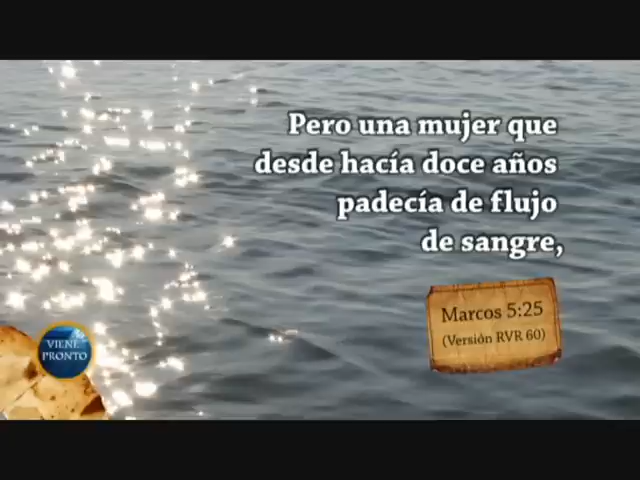 Pero una mujer que
desde hacía doce años
padecía de flujo
de sangre,
Marcos 5:25
(Versión RVR 60)
VIENE
PRONTO